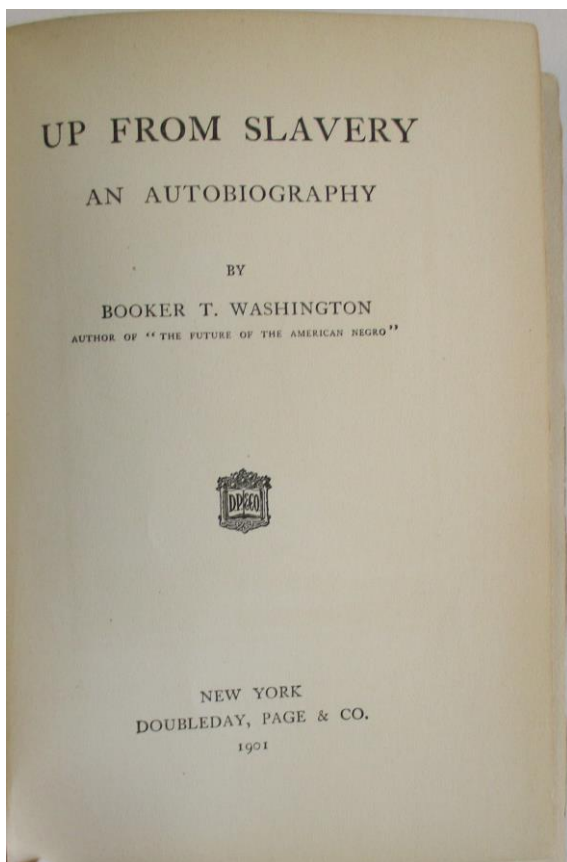 UP FROM SLAVERY
AN AUTOBIOGRAPHY
BY
BOOKER T. WASHINGTON
AUTHOR OF "THE FUTURE OF THE AMERICAN NEGRO"
D P & CO
NEW YORK
DOUBLEDAY, PAGE & CO.
1901